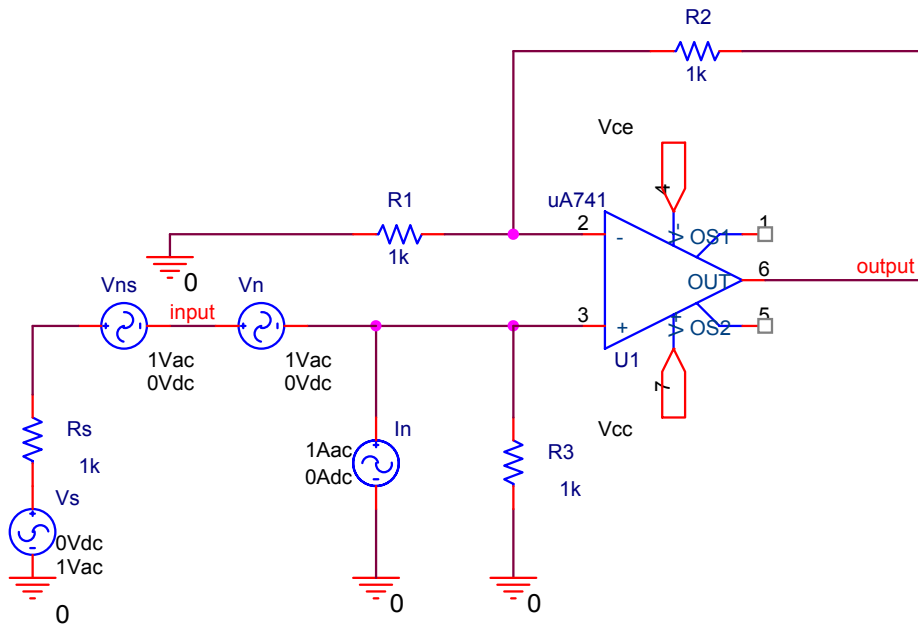 R2
1k
Vce
4
R1
uA741
2
-
V-
OS1
1
1k
0
OUT
6
output
Vns
input
Vn
3
+
V+
OS2
5
U1
1Vac
0Vdc
1Vac
0Vdc
7
Vcc
Rs
1k
In
1Aac
0Adc
R3
1k
Vs
0Vdc
1Vac
0
0
0